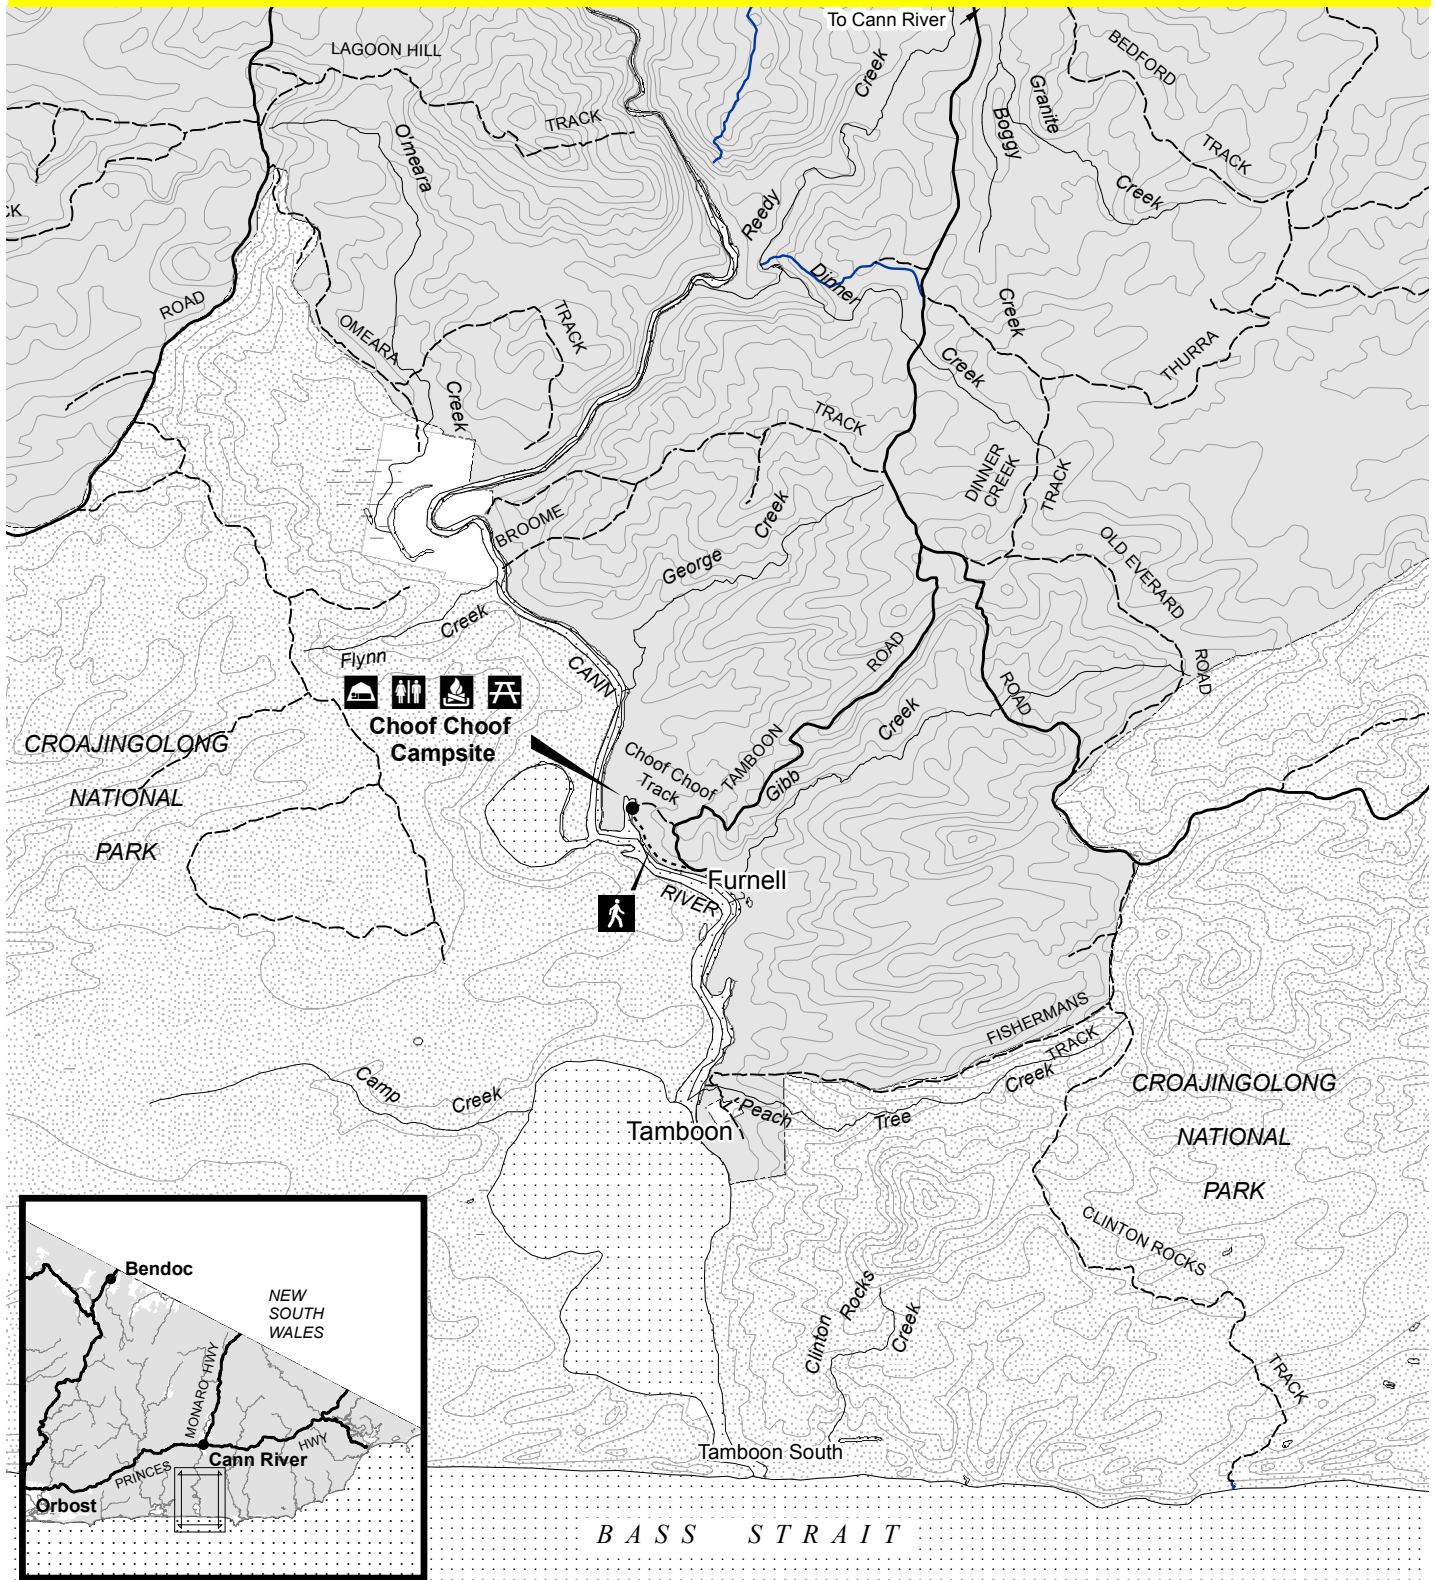 To Cann River
LAGOON HILL
TRACK
Creek
BEDFORD
TRACK
Granite
Boggy
Creek
O'meara
CK
Reedy
Dinner
Creek
Creek
ROAD
OMEARA
TRACK
Creek
THURRA
TRACK
DINNER
CREEK
TRACK
BROOME
George
Creek
OLD EVERARD
ROAD
Flynn
Creek
CANN
ROAD
ROAD
Creek
Choof Choof
Campsite
CROAJINGOLONG
NATIONAL
PARK
Choof Choof
Track
TAMBOON
Gibb
Furnell
RIVER
FISHERMANS
TRACK
Creek
Camp
Creek
Peach
Tree
Tamboon
CROAJINGOLONG
NATIONAL
PARK
CLINTON ROCKS
TRACK
Clinton
Rocks
Creek
Tamboon South
Bendoc
NEW
SOUTH
WALES
MONARO HWY
Cann River
PRINCES
HWY
Orbost
BASS STRAIT